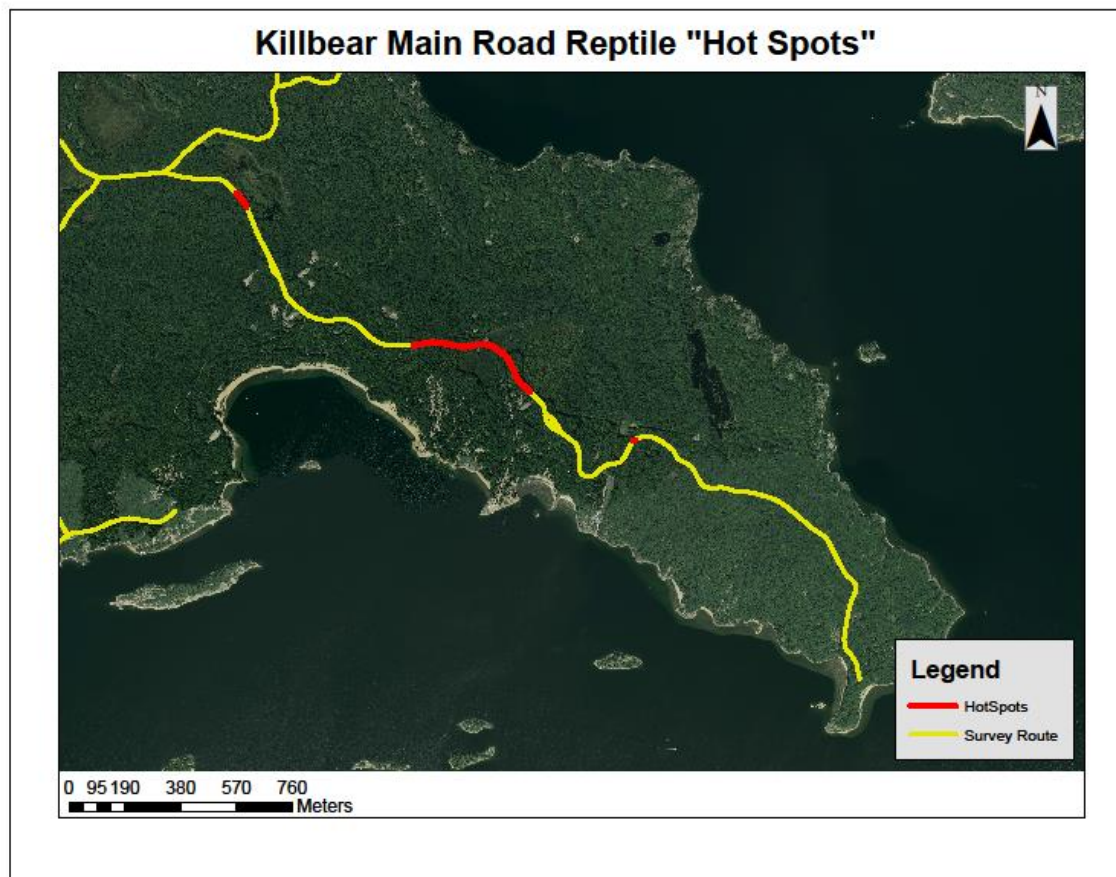 Killbear Main Road Reptile "Hot Spots"
N
Legend
HotSpots
Survey Route
0 95 190 380 570 760
Meters